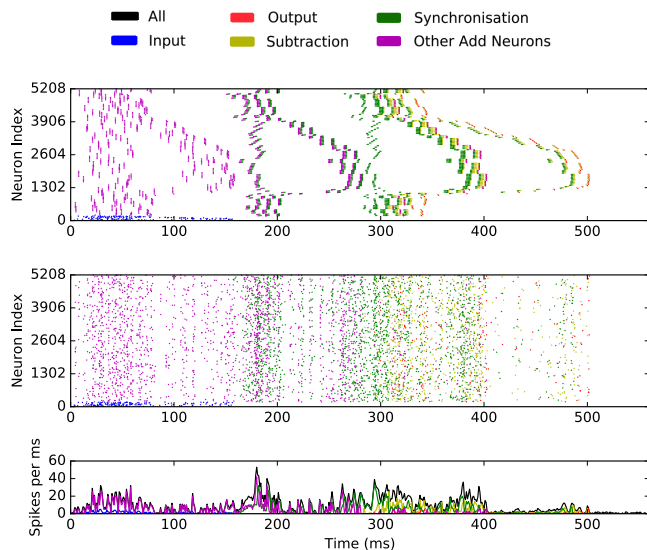 All
Output
Synchronisation
Input
Subtraction
Other Add Neurons
5208
3906
2604
1302
0
Neuron Index
0 100 200 300 400 500
5208
3906
2604
1302
0
Neuron Index
0 100 200 300 400 500
60
40
20
0
Spikes per ms
0 100 200 300 400 500
Time (ms)